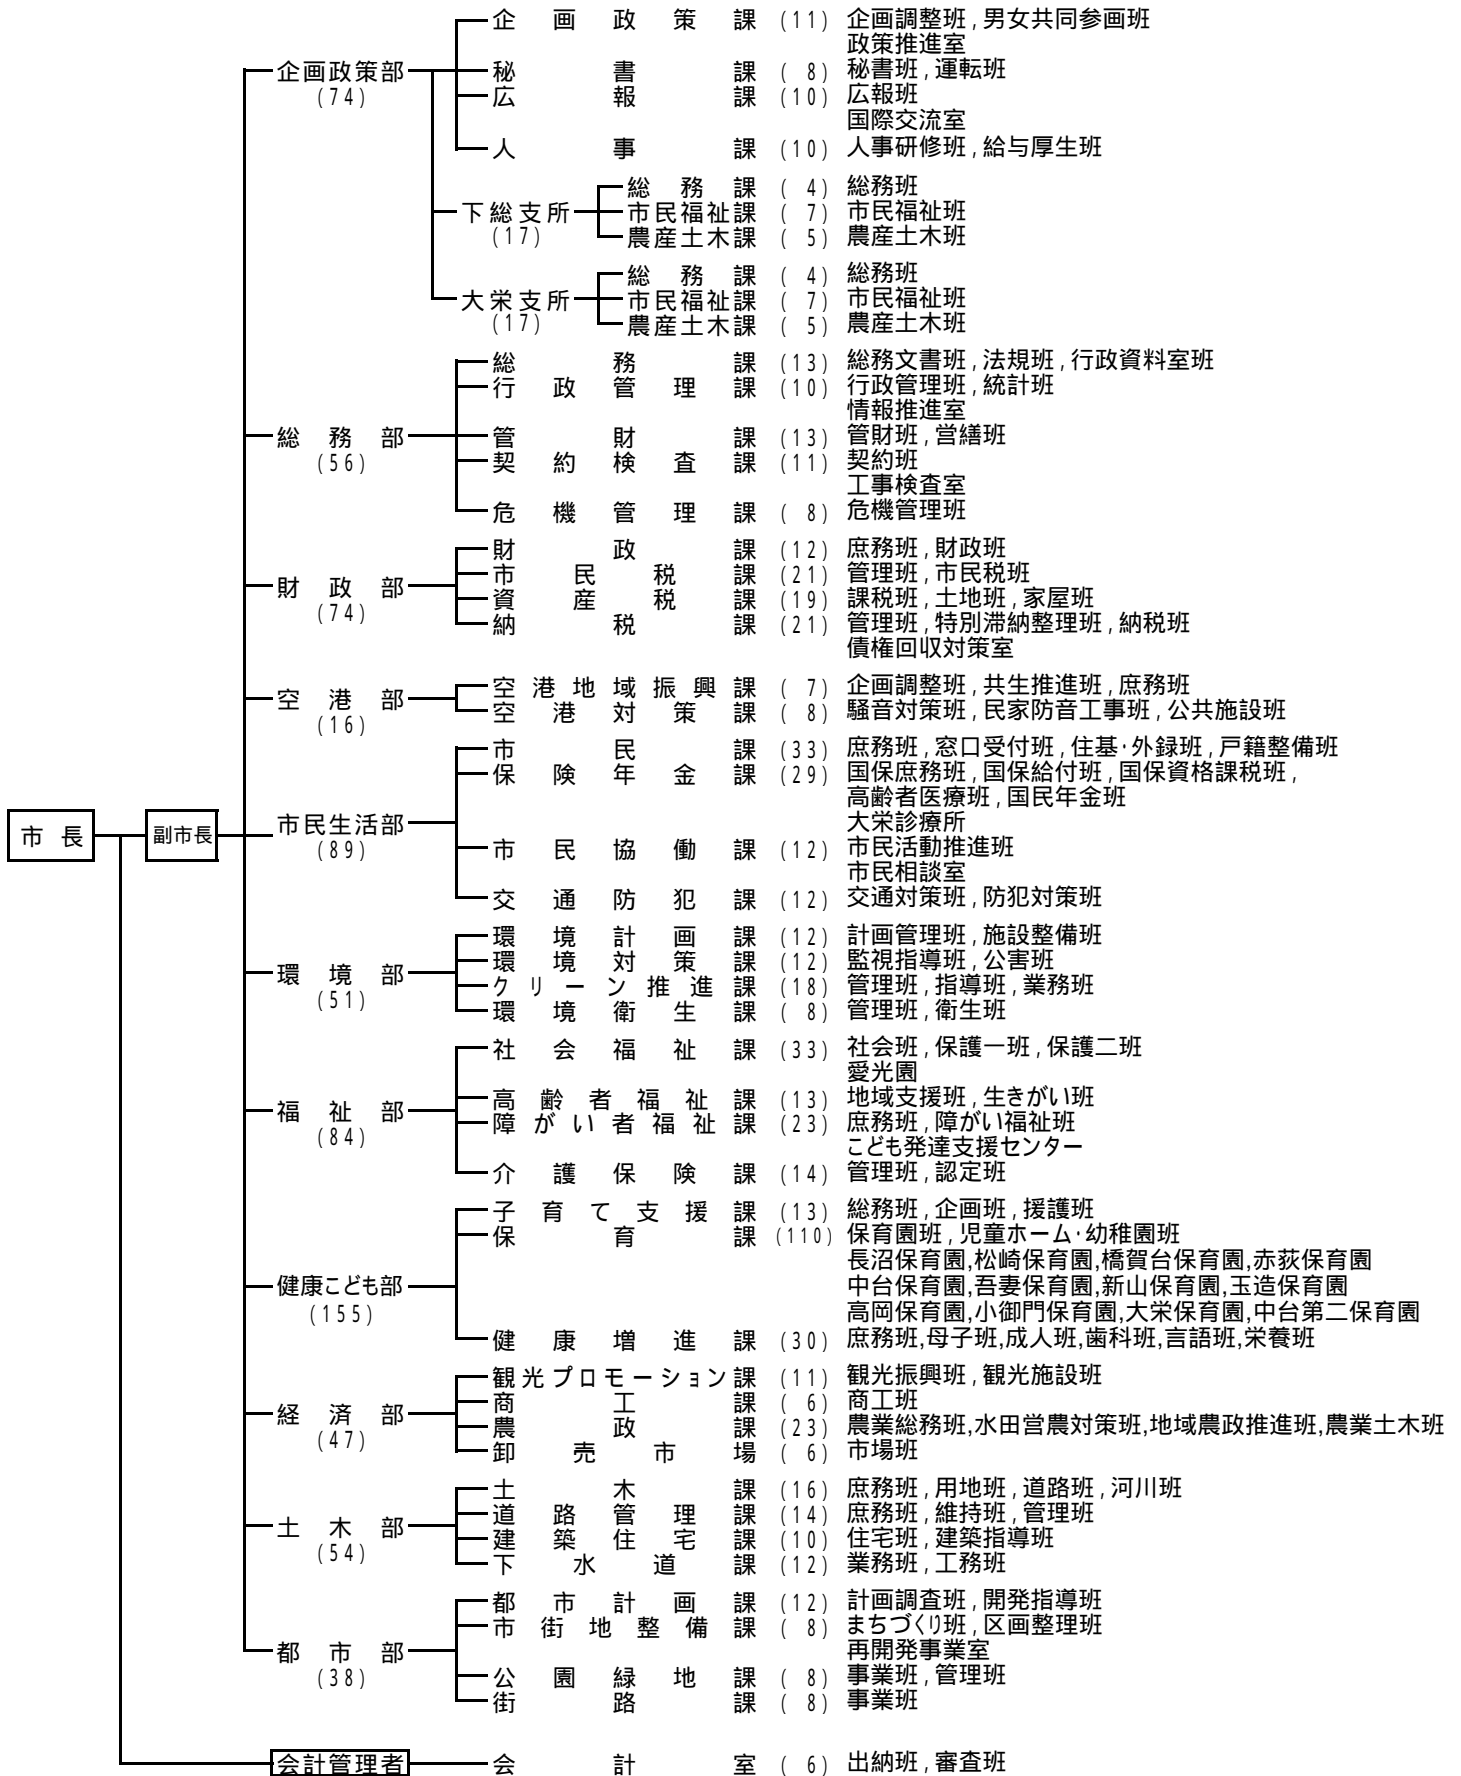 企画政策課 (11) 企画調整班,男女共同参画班
政策推進室
企画政策部 秘書課 ( 8) 秘書班,運転班
(74) 広報課 (10) 広報班
国際交流室
人事課 (10) 人事研修班,給与厚生班
総務課 ( 4) 総務班
下総支所 市民福祉課 ( 7) 市民福祉班
(17) 農産土木課 ( 5) 農産土木班
総務課 ( 4) 総務班
大栄支所 市民福祉課 ( 7) 市民福祉班
(17) 農産土木課 ( 5) 農産土木班
総務課 (13) 総務文書班,法規班,行政資料室班
行政管理課 (10) 行政管理班,統計班
情報推進室
総務部 管財課 (13) 管財班,営繕班
(56) 契約検査課 (11) 契約班
工事検査室
危機管理課 ( 8) 危機管理班
財政課 (12) 庶務班,財政班
市民税課 (21) 管理班,市民税班
財政部 資産税課 (19) 課税班,土地班,家屋班
(74) 納税課 (21) 管理班,特別滞納整理班,納税班
債権回収対策室
空港部 空港地域振興課 ( 7) 企画調整班,共生推進班,庶務班
(16) 空港対策課 ( 8) 騒音対策班,民家防音工事班,公共施設班
市民課 (33) 庶務班,窓口受付班,住基・外録班,戸籍整備班
保険年金課 (29) 国保庶務班,国保給付班,国保資格課税班,
高齢者医療班,国民年金班
市長 副市長 市民生活部 大栄診療所
(89) 市民協働課 (12) 市民活動推進班
市民相談室
交通防犯課 (12) 交通対策班,防犯対策班
環境計画課 (12) 計画管理班,施設整備班
環境部 環境対策課 (12) 監視指導班,公害班
(51) クリーン推進課 (18) 管理班,指導班,業務班
環境衛生課 ( 8) 管理班,衛生班
社会福祉課 (33) 社会班,保護一班,保護二班
愛光園
福祉部 高齢者福祉課 (13) 地域支援班,生きがい班
(84) 障がい者福祉課 (23) 庶務班,障がい福祉班
こども発達支援センター
介護保険課 (14) 管理班,認定班
子育て支援課 (13) 総務班,企画班,援護班
保育課 (110) 保育園班,児童ホーム・幼稚園班
長沼保育園,松崎保育園,橋賀台保育園,赤荻保育園
健康こども部 中台保育園,吾妻保育園,新山保育園,玉造保育園
(155) 高岡保育園,小御門保育園,大栄保育園,中台第二保育園
健康増進課 (30) 庶務班,母子班,成人班,歯科班,言語班,栄養班
観光プロモーション課 (11) 観光振興班,観光施設班
経済部 商工課 ( 6) 商工班
(47) 農政課 (23) 農業総務班,水田営農対策班,地域農政推進班,農業土木班
卸売市場 ( 6) 市場班
土木課 (16) 庶務班,用地班,道路班,河川班
土木部 道路管理課 (14) 庶務班,維持班,管理班
(54) 建築住宅課 (10) 住宅班,建築指導班
下水道課 (12) 業務班,工務班
都市計画課 (12) 計画調査班,開発指導班
市街地整備課 ( 8) まちづくり班,区画整理班
都市部 再開発事業室
(38) 公園緑地課 ( 8) 事業班,管理班
街路課 ( 8) 事業班
会計管理者 会計室 ( 6) 出納班,審査班